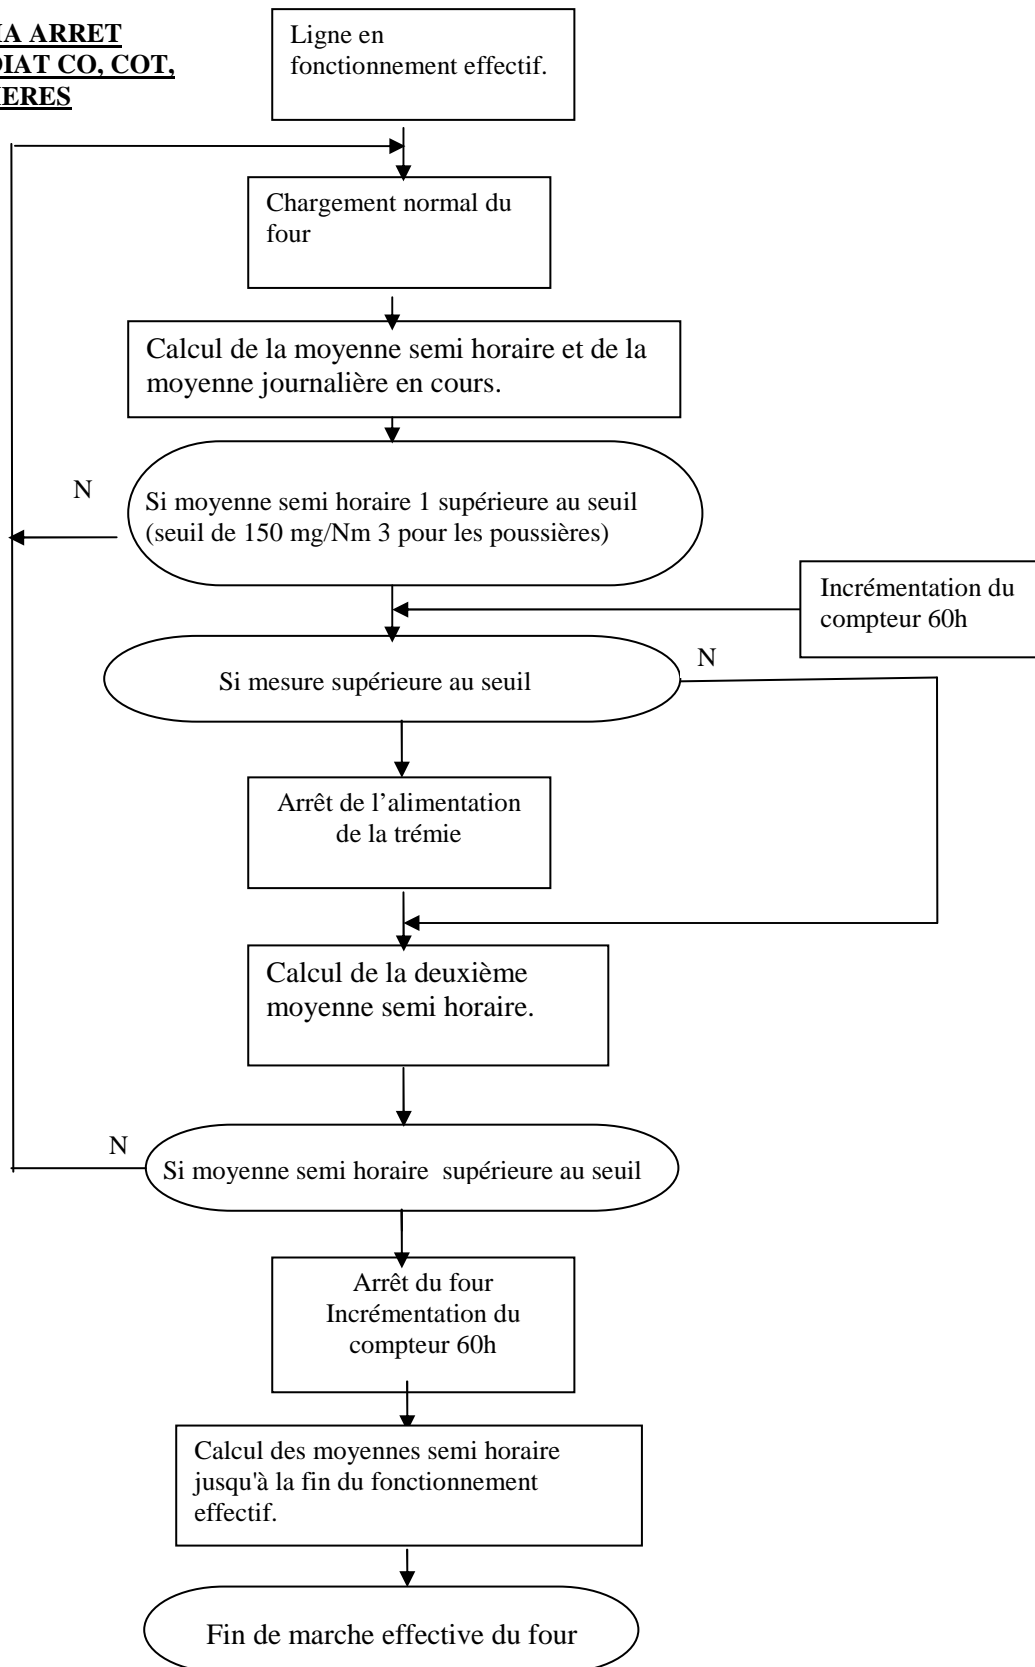 ARRET
CO, COT,
Ligne en
fonctionnement effectif.
Chargement normal du
four
Calcul de la moyenne semi horaire et de la
moyenne journalière en cours.
N
Si moyenne semi horaire 1 supérieure au seuil
(seuil de 150 mg/Nm 3 pour les poussières)
Incrémentation du
compteur 60h
N
Si mesure supérieure au seuil
Arrêt de l’alimentation
de la trémie
Calcul de la deuxième
moyenne semi horaire.
N
Si moyenne semi horaire  supérieure au seuil
Arrêt du four
Incrémentation du
compteur 60h
Calcul des moyennes semi horaire
jusqu'à la fin du fonctionnement
effectif.
Fin de marche effective du four